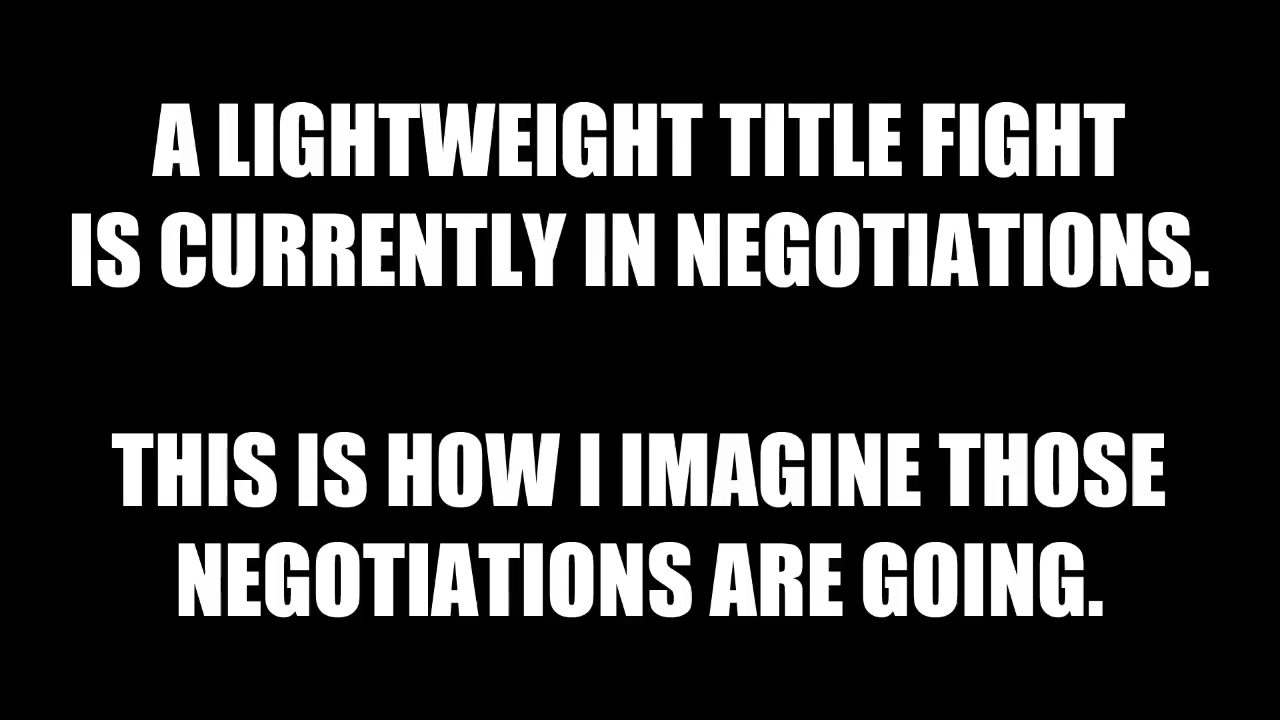 A LIGHTWEIGHT TITLE FIGHT
IS CURRENTLY IN NEGOTIATIONS.
THIS IS HOW I IMAGINE THOSE
NEGOTIATIONS ARE GOING.